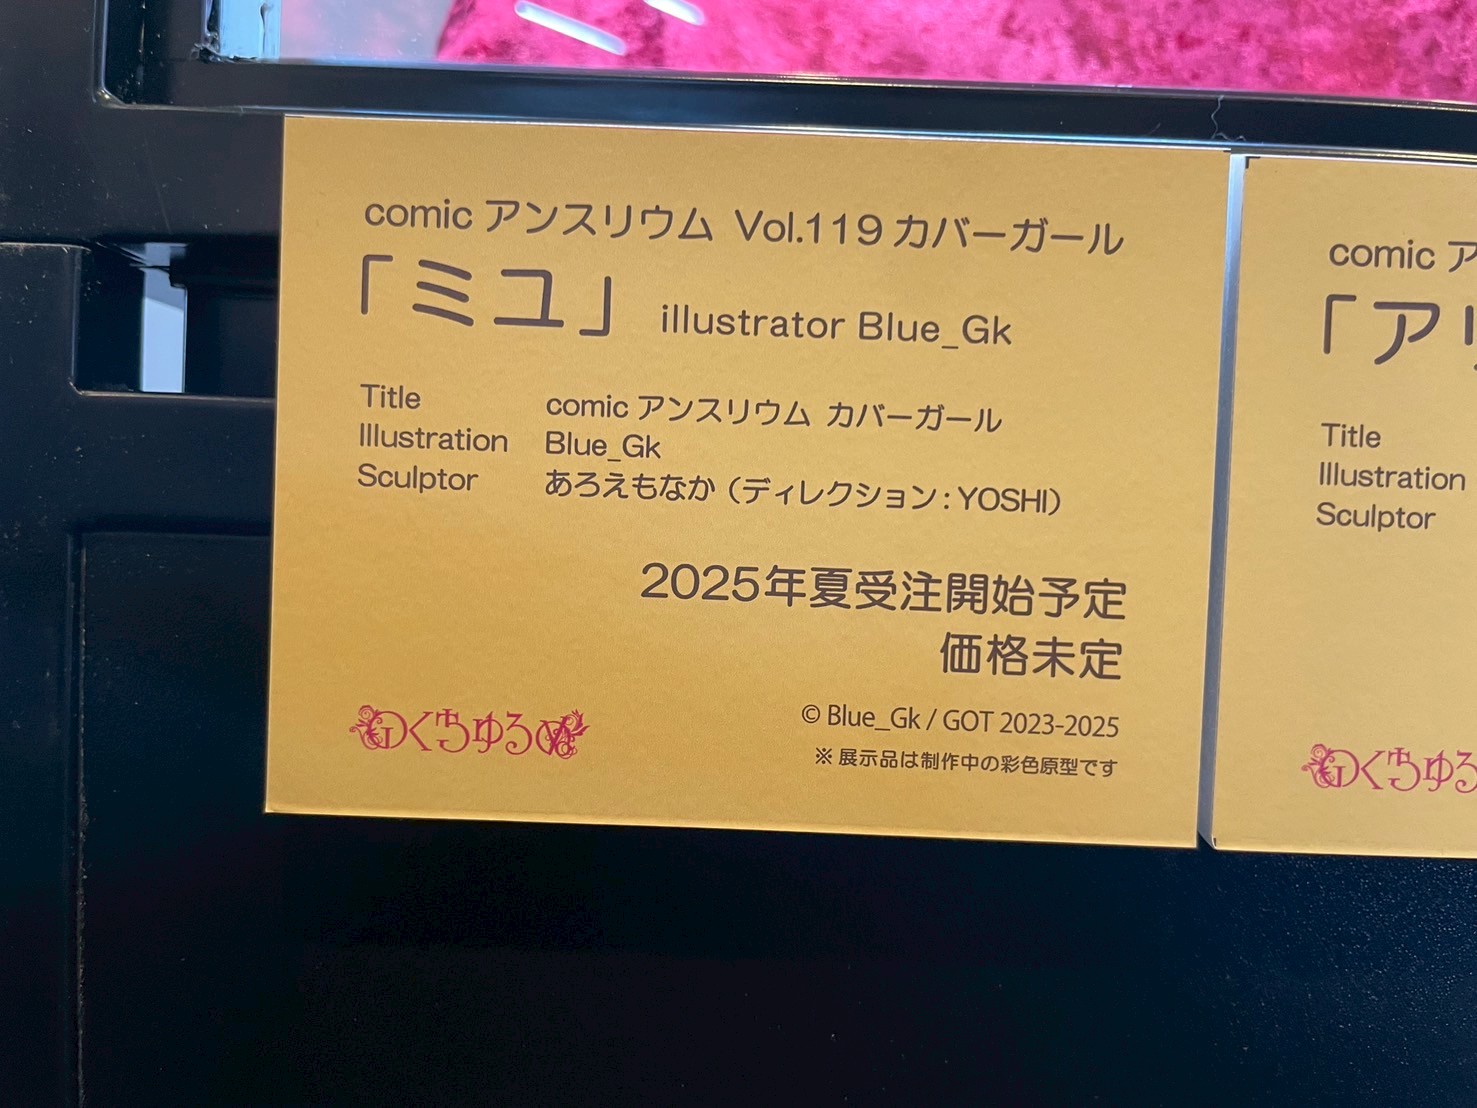 comic アンスリウム Vol.119 カバーガール
「ミユ」 illustrator Blue_Gk
Title comic アンスリウム カバーガール
Illustration Blue_Gk
Sculptor あろえもなか（ディレクション：YOSHI）
2025年夏受注開始予定
価格未定
© Blue_Gk / GOT 2023-2025
※ 展示品は制作中の彩色原型です
comic ア
「ア
Title
Illustration
Sculptor